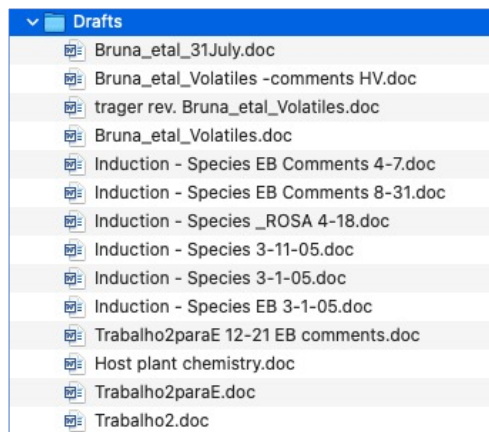 Drafts
Bruna_etal_31July.doc
Bruna_etal_Volatiles -comments HV.doc
trager rev. Bruna_etal_Volatiles.doc
Bruna_etal_Volatiles.doc
Induction - Species EB Comments 4-7.doc
Induction - Species EB Comments 8-31.doc
Induction - Species _ROSA 4-18.doc
Induction - Species 3-11-05.doc
Induction - Species 3-1-05.doc
Induction - Species EB 3-1-05.doc
Trabalho2paraE 12-21 EB comments.doc
Host plant chemistry.doc
Trabalho2paraE.doc
Trabalho2.doc